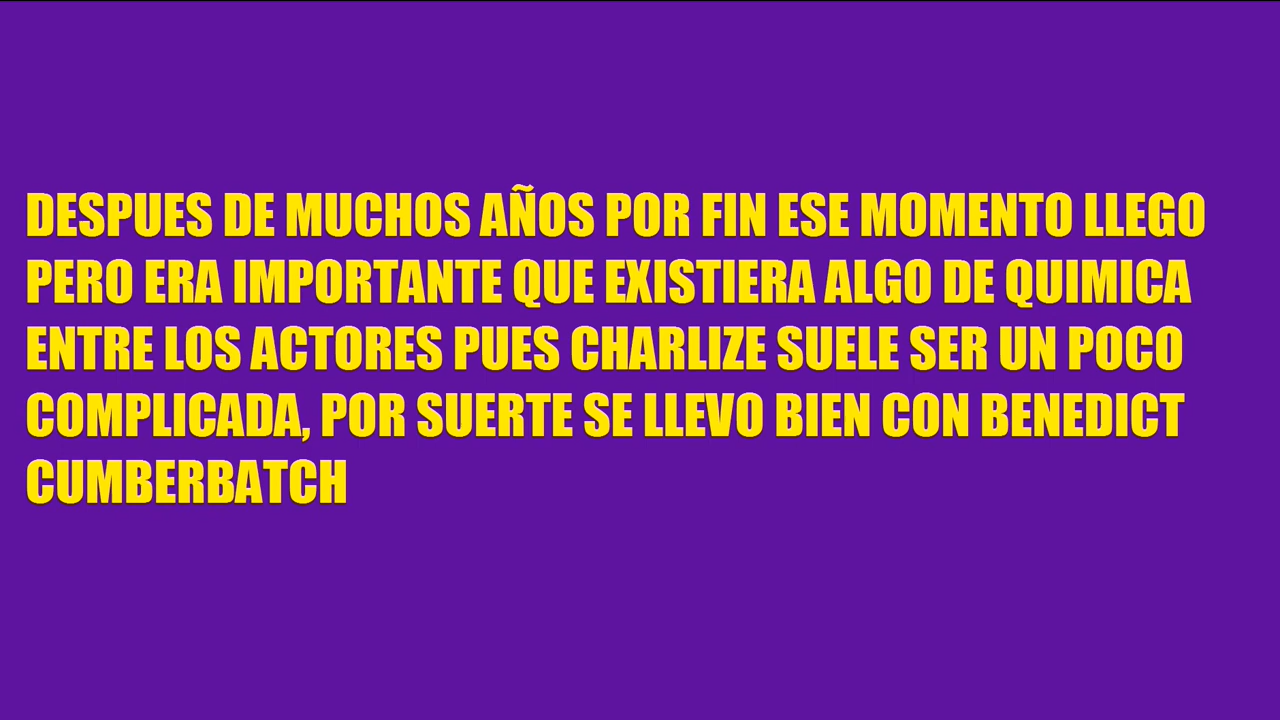 DESPUES DE MUCHOS AÑOS POR FIN ESE MOMENTO LLEGO
PERO ERA IMPORTANTE QUE EXISTIERA ALGO DE QUIMICA
ENTRE LOS ACTORES PUES CHARLIZE SUELE SER UN POCO
COMPLICADA, POR SUERTE SE LLEVO BIEN CON BENEDICT
CUMBERBATCH